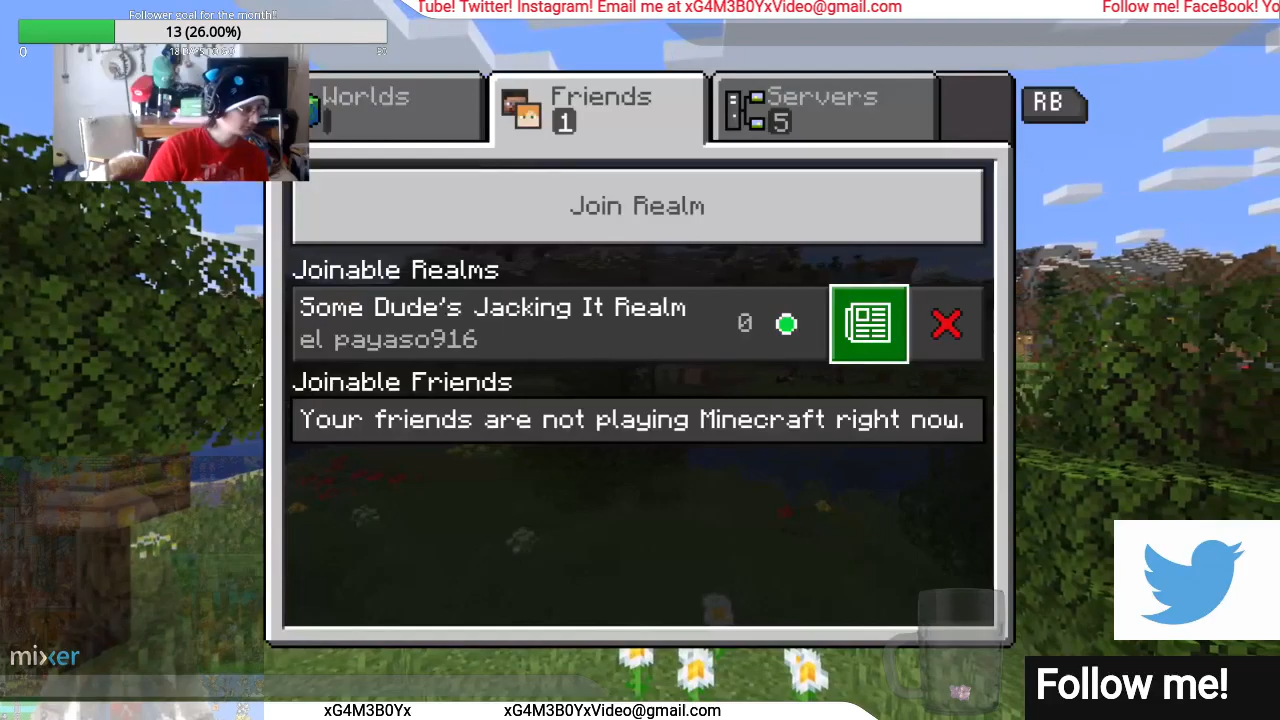 Tube! Twitter! Instagram! Email me at xG4M3B0YxVideo@gmail.com
Follow me! FaceBook! Yo
Follower goal for the month!
13 (26.00%)
0
Worlds
Friends
1
Servers
5
RB
Join Realm
Joinable Realms
Some Dude's Jacking It Realm
0
el payaso916
Joinable Friends
Your friends are not playing Minecraft right now.
mixer
Follow me!
xG4M3B0Yx
xG4M3B0YxVideo@gmail.com